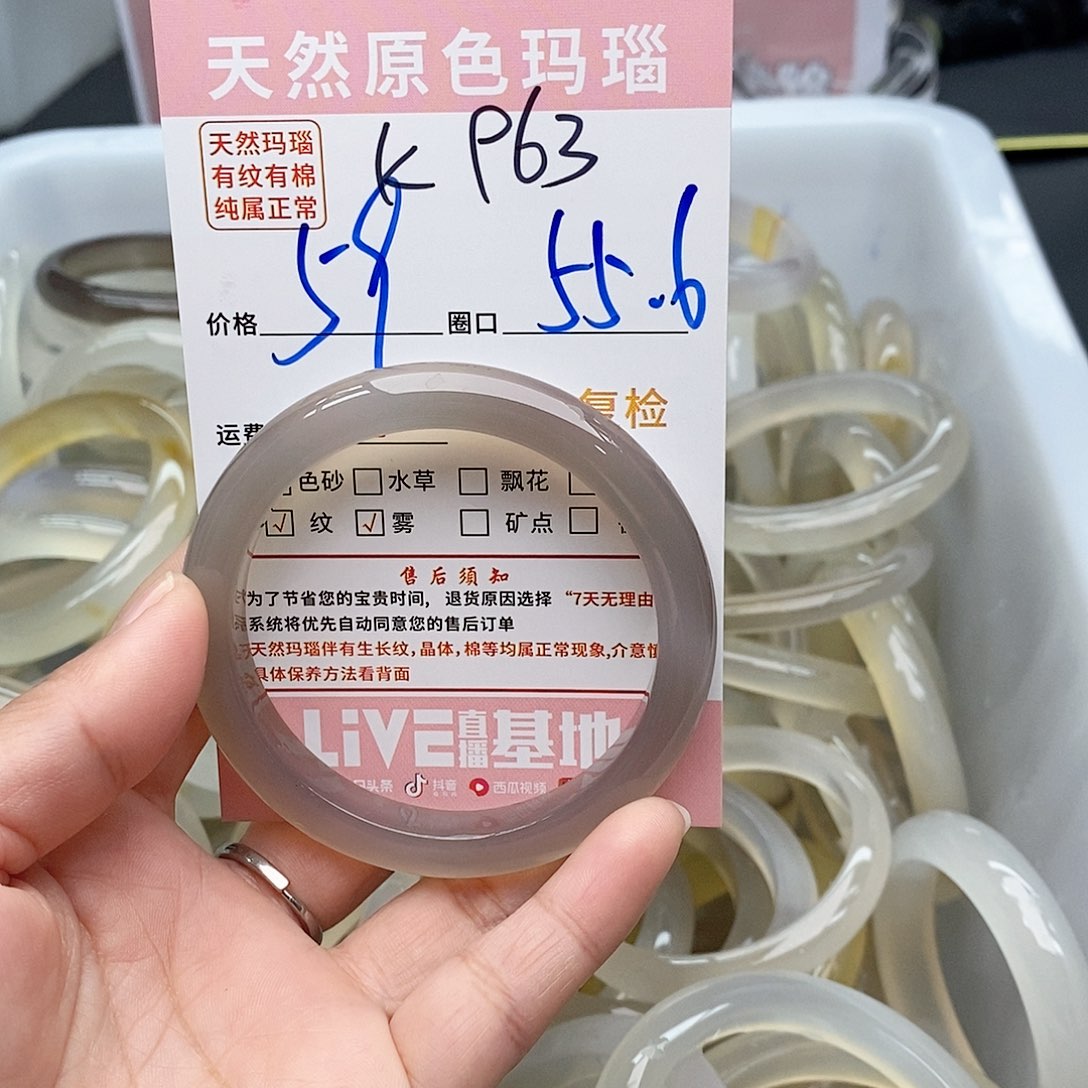 天然原色玛瑙
K P63
天然玛瑙
有纹有棉
纯属正常
价格 59 圈口 55.6
复检
运费
色砂 水草 飘花
√ 纹 √ 雾 矿点
售后须知
为了节省您的宝贵时间, 退货原因选择 “7天无理由
系统将优先自动同意您的售后订单
天然玛瑙伴有生长纹,晶体,棉等均属正常现象,介意
具体保养方法看背面
LiVE直播基地
头条 抖音 西瓜视频